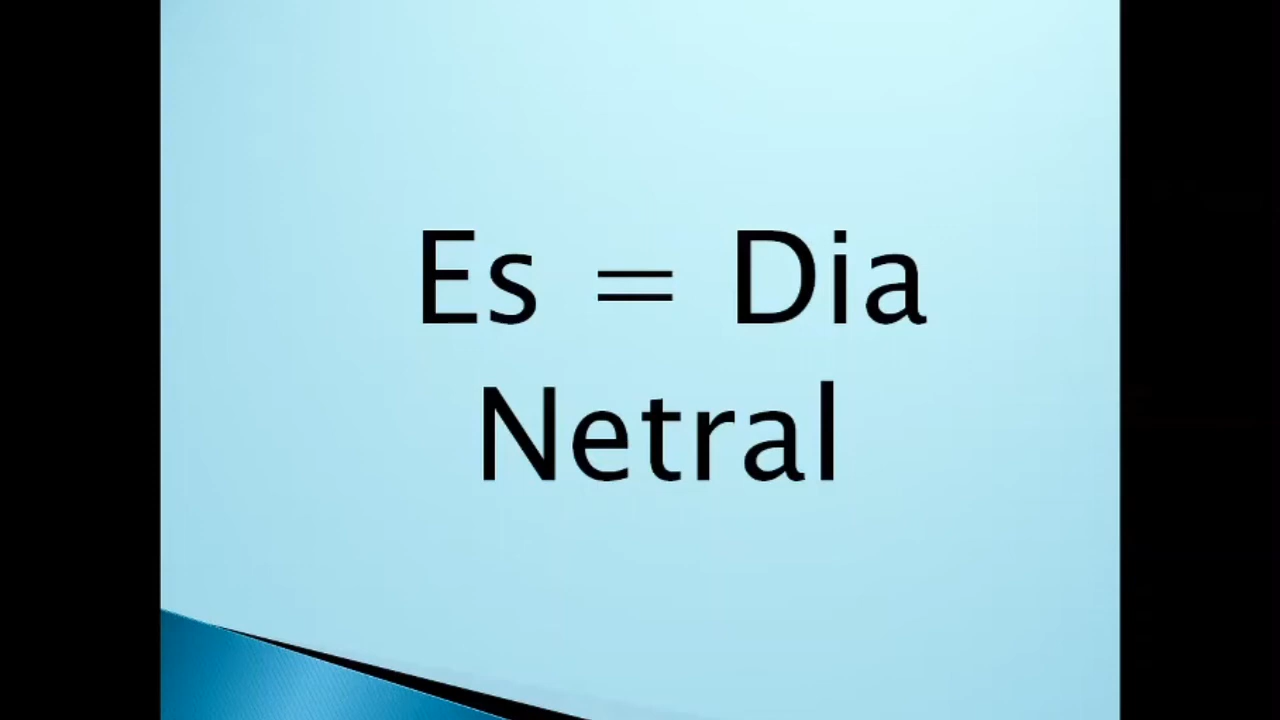 Es = Dia
Netral